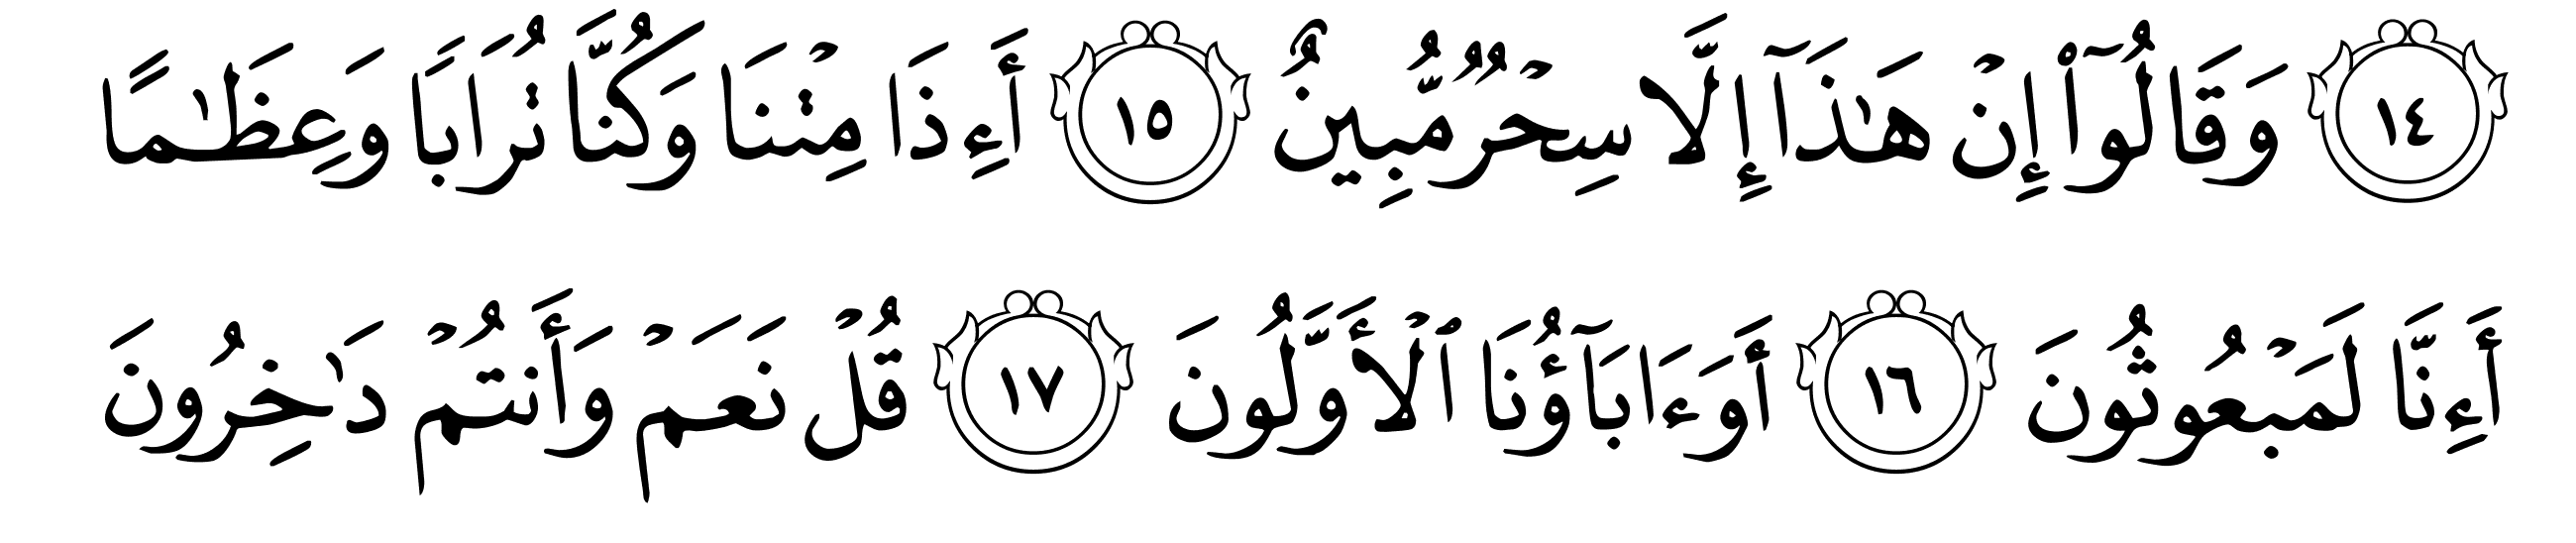 ١٤ وَقَالُوٓا۟ إِنْ هَـٰذَآ إِلَّا سِحْرٌ مُّبِينٌ ١٥ أَءِذَا مِتْنَا وَكُنَّا تُرَابًا وَعِظَـٰمًا
أَءِنَّا لَمَبْعُوثُونَ ١٦ أَوَءَابَآؤُنَا ٱلْأَوَّلُونَ ١٧ قُلْ نَعَمْ وَأَنتُمْ دَٰخِرُونَ